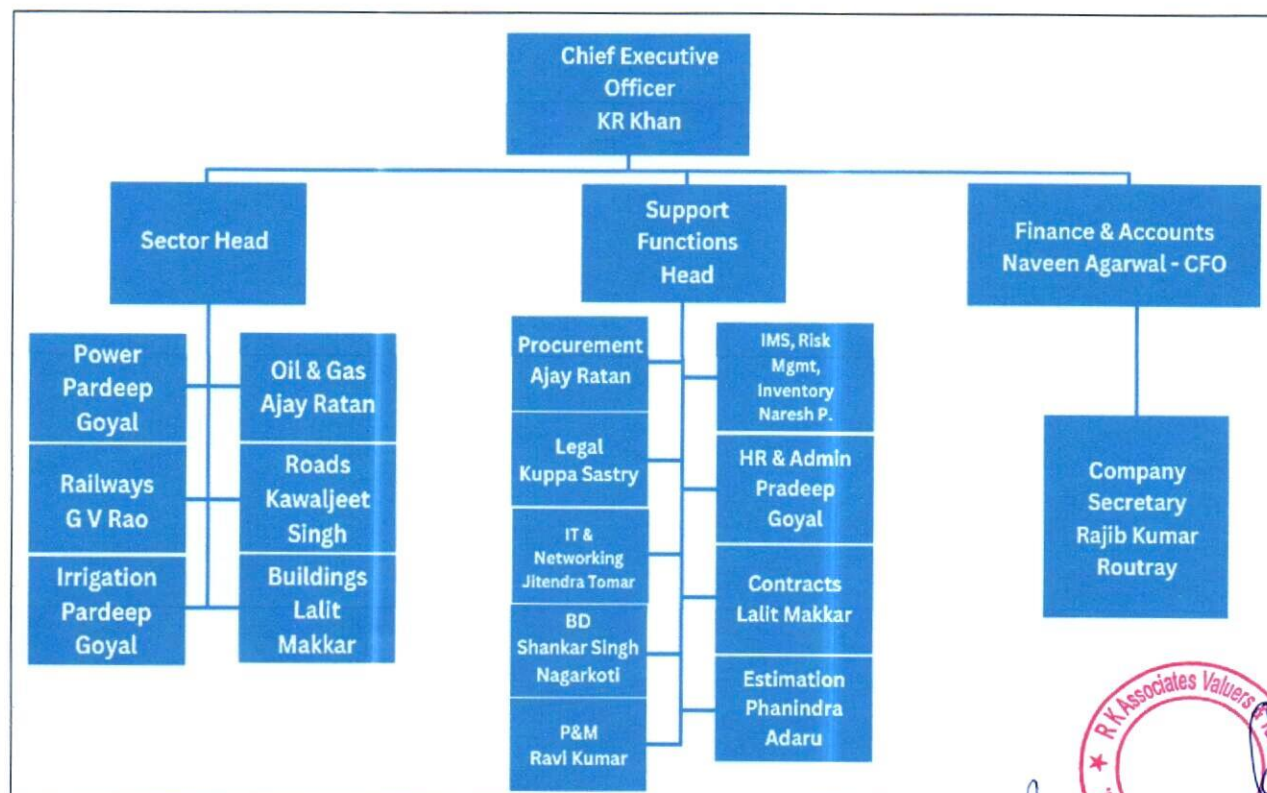 Chief Executive
Officer
KR Khan
Sector Head
Support
Functions
Head
Finance & Accounts
Naveen Agarwal - CFO
Power
Pardeep
Goyal
Oil & Gas
Ajay Ratan
Railways
G V Rao
Roads
Kawaljeet
Singh
Irrigation
Pardeep
Goyal
Buildings
Lalit
Makkar
Procurement
Ajay Ratan
IMS, Risk
Mgmt,
Inventory
Naresh P.
Legal
Kuppa Sastry
HR & Admin
Pradeep
Goyal
IT &
Networking
Jitendra Tomar
Contracts
Lalit Makkar
BD
Shankar Singh
Nagarkoti
Estimation
Phanindra
Adaru
P&M
Ravi Kumar
Company
Secretary
Rajib Kumar
Routray
R K Associates Valuers &